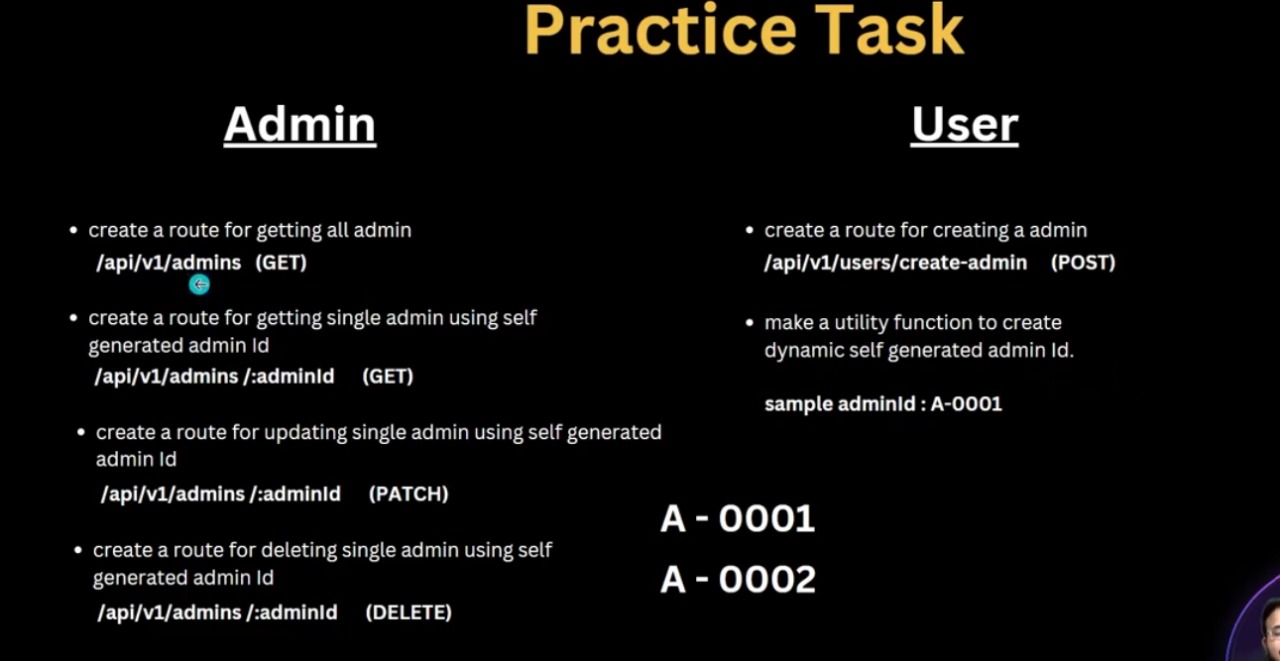 Practice Task
Admin
• create a route for getting all admin
/api/v1/admins (GET)
• create a route for getting single admin using self
generated admin Id
/api/v1/admins /:adminId (GET)
• create a route for updating single admin using self generated
admin Id
/api/v1/admins /:adminId (PATCH)
• create a route for deleting single admin using self
generated admin Id
/api/v1/admins /:adminId (DELETE)
User
• create a route for creating a admin
/api/v1/users/create-admin (POST)
• make a utility function to create
dynamic self generated admin Id.
sample adminId : A-0001
A - 0001
A - 0002